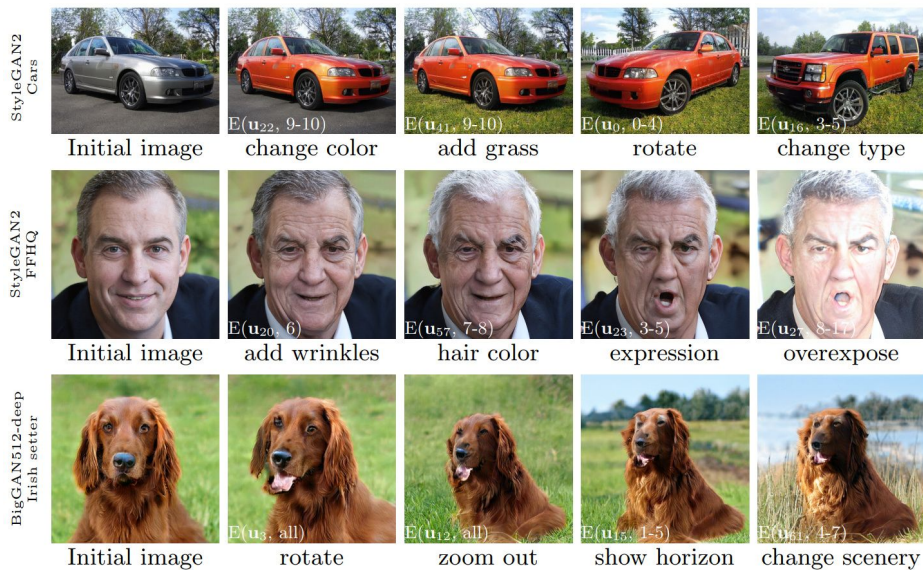 StyleGAN2
Cars
E(u22, 9-10)
E(u41, 9-10)
E(u0, 0-4)
E(u16, 3-5)
Initial image
change color
add grass
rotate
change type
StyleGAN2
FFHQ
E(u20, 6)
E(u57, 7-8)
E(u23, 3-5)
E(u27, 8-17)
Initial image
add wrinkles
hair color
expression
overexpose
BigGAN512-deep
Irish setter
E(u3, all)
E(u12, all)
E(u15, 1-5)
E(u61, 4-7)
Initial image
rotate
zoom out
show horizon
change scenery